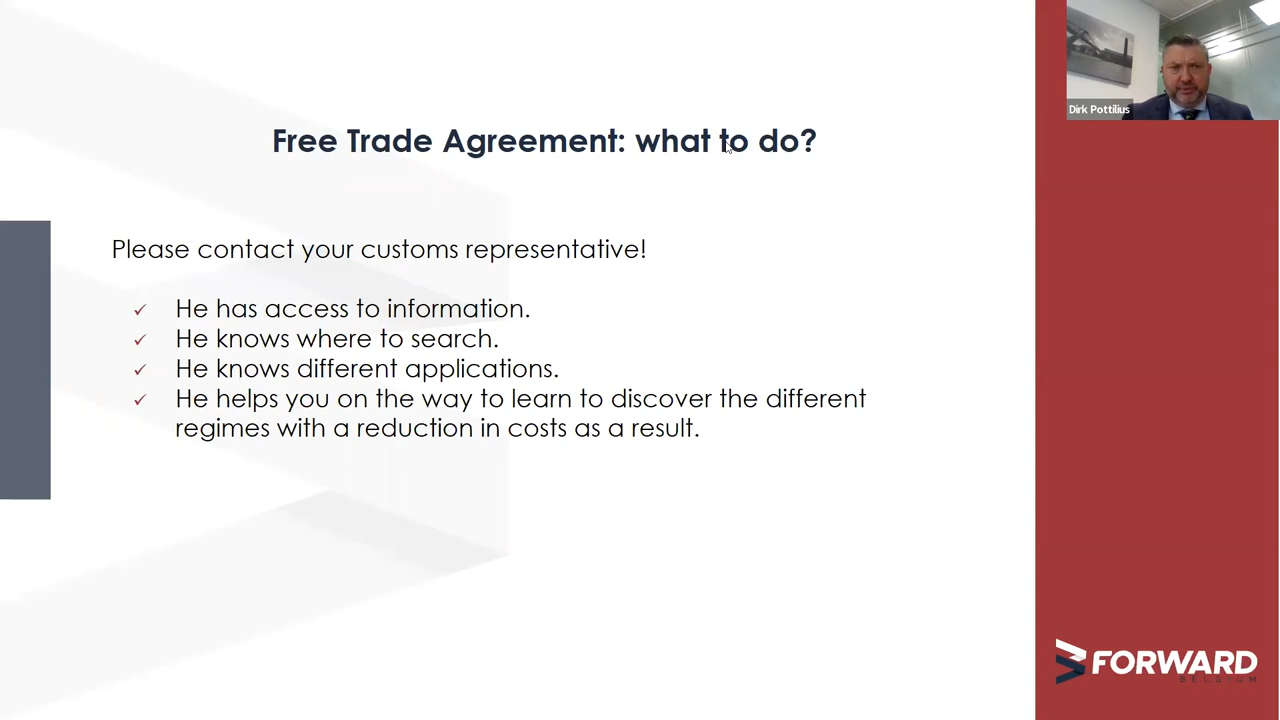 Dirk Pottilius
Free Trade Agreement: what to do?
Please contact your customs representative!
✓ He has access to information.
✓ He knows where to search.
✓ He knows different applications.
✓ He helps you on the way to learn to discover the different
regimes with a reduction in costs as a result.
FORWARD
BELGIUM